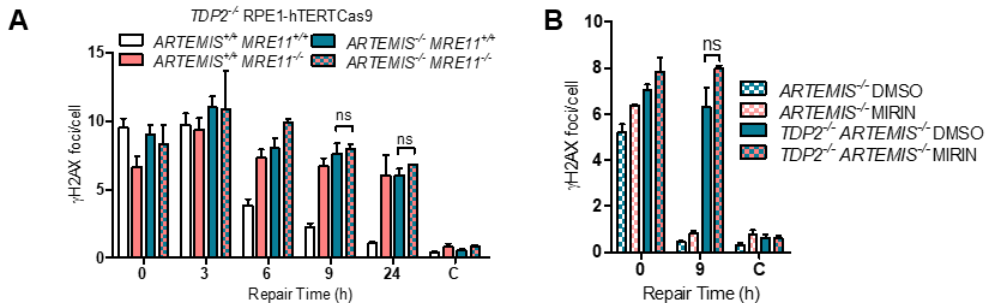 A
TDP2-/- RPE1-hTERTCas9
ARTEMIS+/+ MRE11+/+
ARTEMIS-/- MRE11+/+
ARTEMIS+/+ MRE11-/-
ARTEMIS-/- MRE11-/-
γH2AX foci/cell
15
10
5
0
ns
ns
0 3 6 9 24 C
Repair Time (h)
B
γH2AX foci/cell
10
8
6
4
2
0
ns
ARTEMIS-/- DMSO
ARTEMIS-/- MIRIN
TDP2-/- ARTEMIS-/- DMSO
TDP2-/- ARTEMIS-/- MIRIN
0 9 C
Repair Time (h)